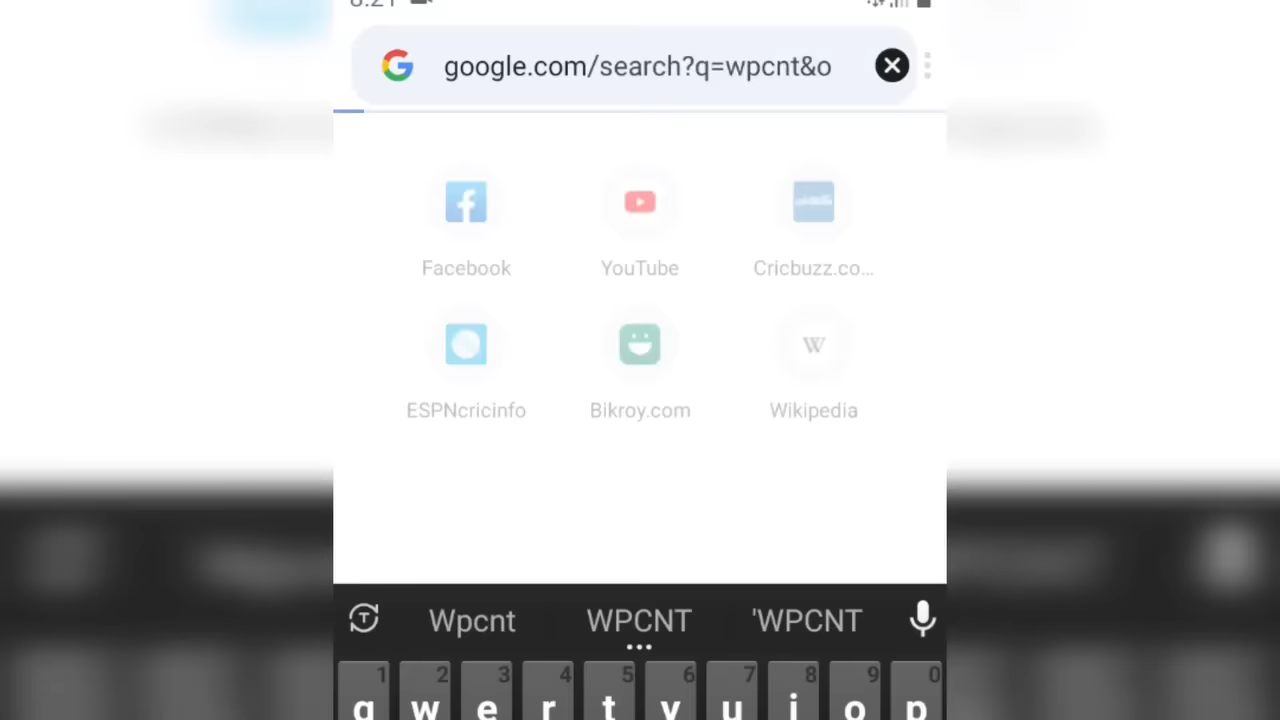 google.com/search?q=wpcnt&o
Facebook YouTube Cricbuzz.co...
ESPNcricinfo Bikroy.com Wikipedia
Wpcnt WPCNT 'WPCNT
1 2 3 4 5 6 7 8 9 0
q w e r t y u i o p